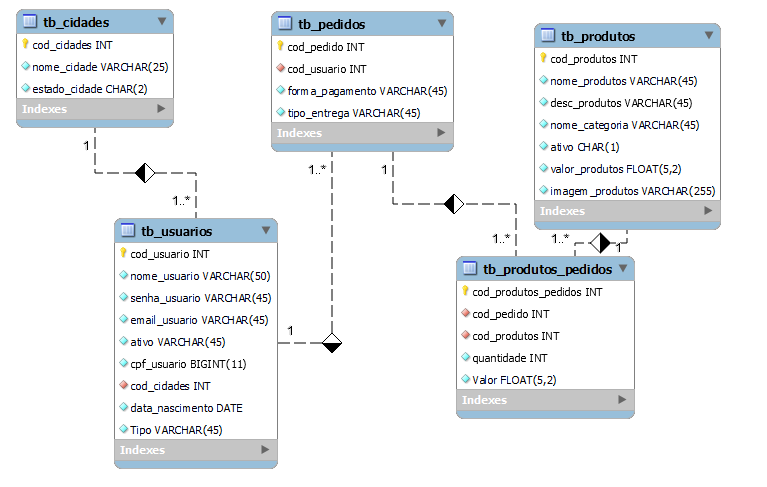 tb_cidades
cod_cidades INT
nome_cidade VARCHAR(25)
estado_cidade CHAR(2)
Indexes
tb_pedidos
cod_pedido INT
cod_usuario INT
forma_pagamento VARCHAR(45)
tipo_entrega VARCHAR(45)
Indexes
tb_produtos
cod_produtos INT
nome_produtos VARCHAR(45)
desc_produtos VARCHAR(45)
nome_categoria VARCHAR(45)
ativo CHAR(1)
valor_produtos FLOAT(5,2)
imagem_produtos VARCHAR(255)
Indexes
1
1..*
1..*
1
1
1..*
1..*
1
tb_usuarios
cod_usuario INT
nome_usuario VARCHAR(50)
senha_usuario VARCHAR(45)
email_usuario VARCHAR(45)
ativo VARCHAR(45)
cpf_usuario BIGINT(11)
cod_cidades INT
data_nascimento DATE
Tipo VARCHAR(45)
Indexes
tb_produtos_pedidos
cod_produtos_pedidos INT
cod_pedido INT
cod_produtos INT
quantidade INT
Valor FLOAT(5,2)
Indexes